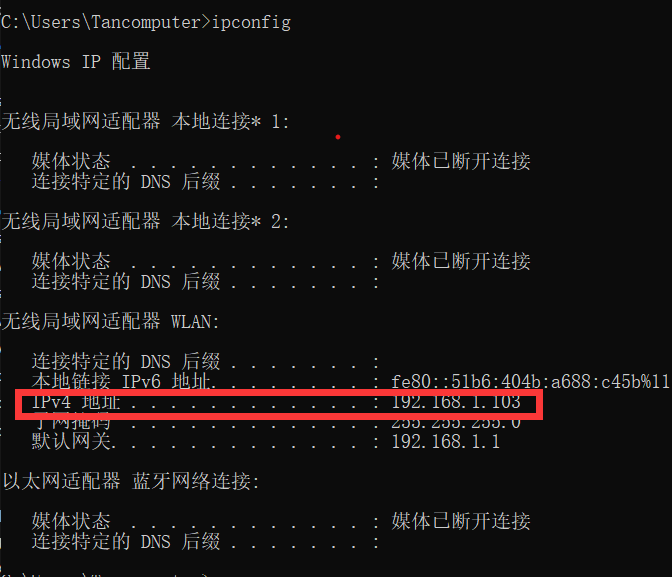 C:\Users\Tancomputer>ipconfig
Windows IP 配置
无线局域网适配器 本地连接* 1:
媒体状态 . . . . . . . . . . . . : 媒体已断开连接
连接特定的 DNS 后缀 . . . . . . . :
无线局域网适配器 本地连接* 2:
媒体状态 . . . . . . . . . . . . : 媒体已断开连接
连接特定的 DNS 后缀 . . . . . . . :
无线局域网适配器 WLAN:
连接特定的 DNS 后缀 . . . . . . . :
本地链接 IPv6 地址. . . . . . . . : fe80::51b6:404b:a688:c45b%11
IPv4 地址 . . . . . . . . . . . . : 192.168.1.103
子网掩码 . . . . . . . . . . . . : 255.255.255.0
默认网关. . . . . . . . . . . . . : 192.168.1.1
以太网适配器 蓝牙网络连接:
媒体状态 . . . . . . . . . . . . : 媒体已断开连接
连接特定的 DNS 后缀 . . . . . . . :